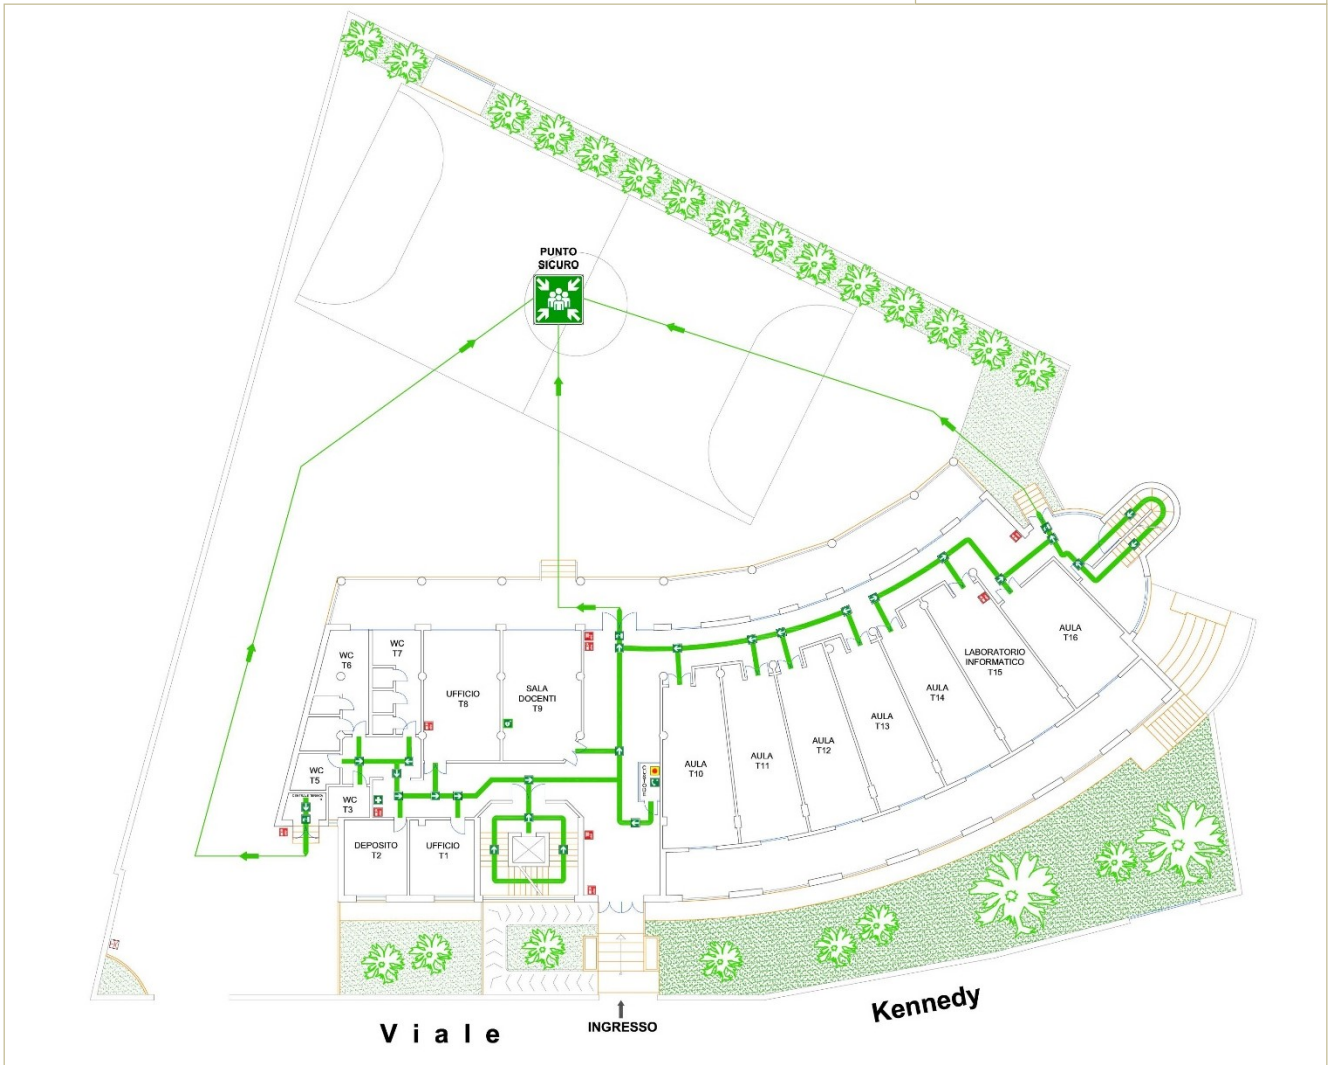 PUNTO
SICURO
WC
T6
WC
T7
UFFICIO
T8
SALA
DOCENTI
T9
WC
T5
WC
T3
DEPOSITO
T2
UFFICIO
T1
AULA
T10
AULA
T11
AULA
T12
AULA
T13
AULA
T14
LABORATORIO
INFORMATICO
T15
AULA
T16
INGRESSO
Viale
Kennedy